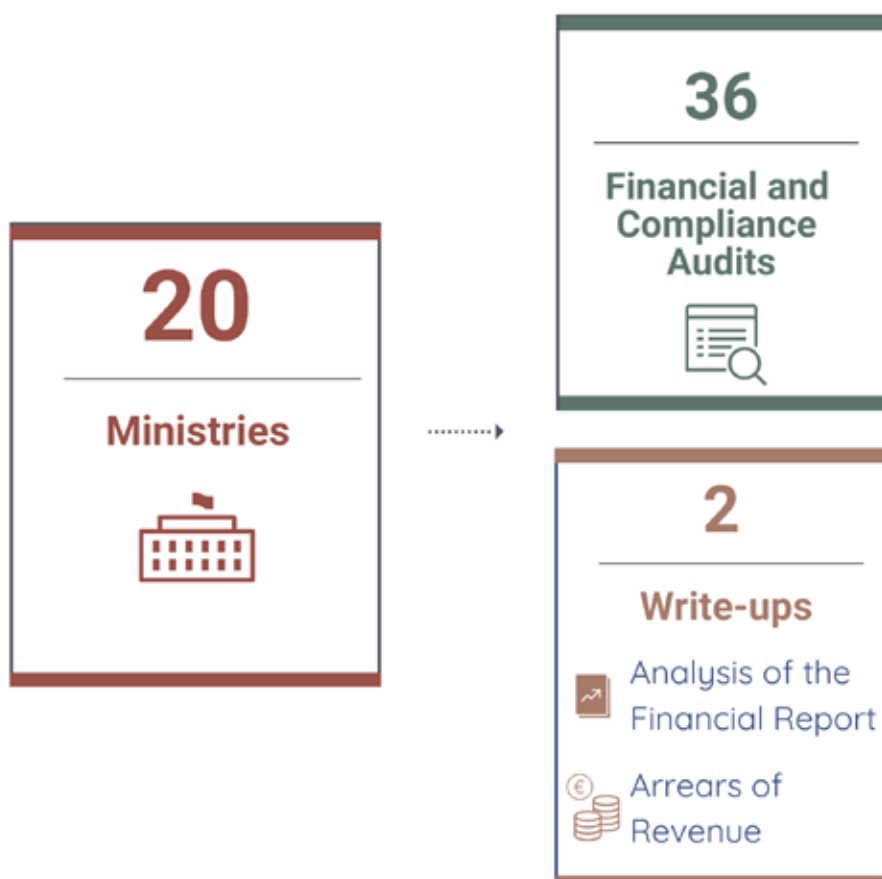 20
Ministries
36
Financial and
Compliance
Audits
2
Write-ups
Analysis of the
Financial Report
Arrears of
Revenue